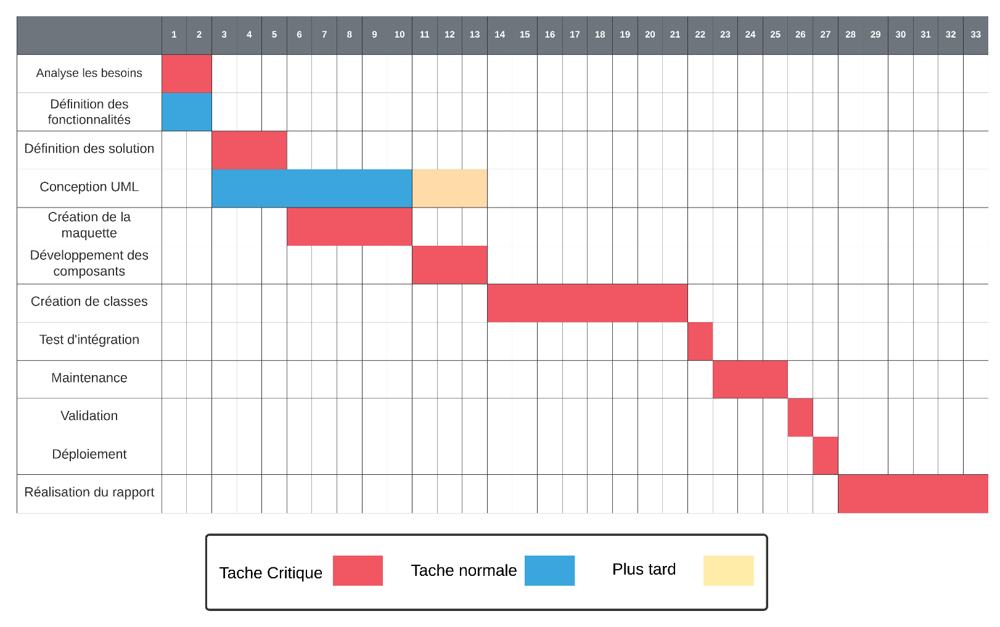 1 2 3 4 5 6 7 8 9 10 11 12 13 14 15 16 17 18 19 20 21 22 23 24 25 26 27 28 29 30 31 32 33
Analyse les besoins
Définition des
fonctionnalités
Définition des solution
Conception UML
Création de la
maquette
Développement des
composants
Création de classes
Test d'intégration
Maintenance
Validation
Déploiement
Réalisation du rapport
Tache Critique
Tache normale
Plus tard